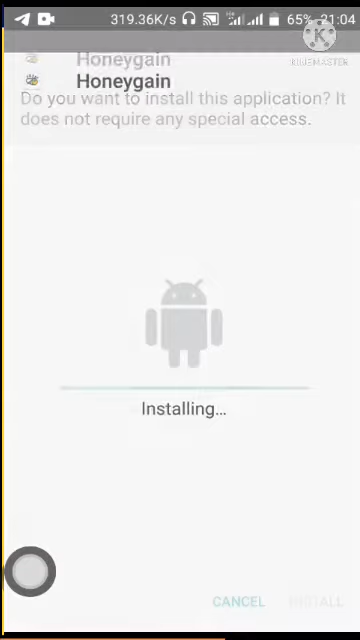 319.36K/s 65% 21:04
KINEMASTER
Honeygain
Honeygain
Do you want to install this application? It
does not require any special access.
Installing...
CANCEL INSTALL